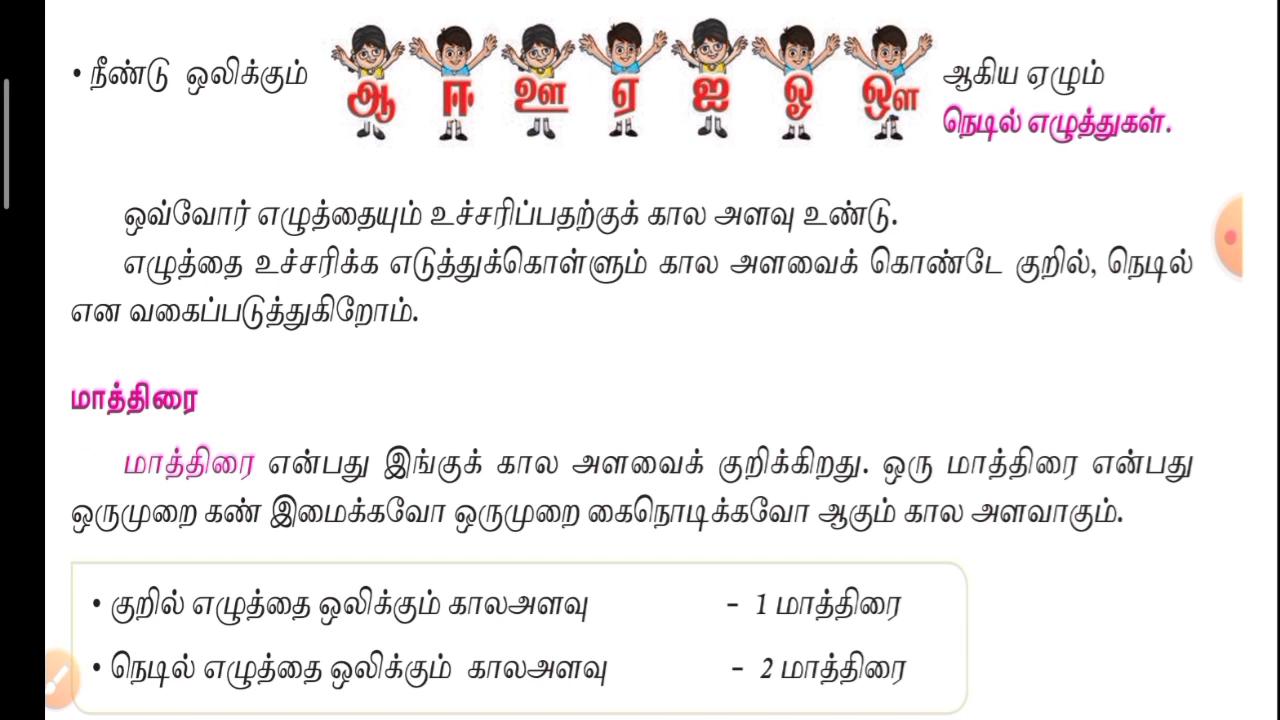 • நீண்டு ஒலிக்கும் ஆ ஈ ஊ ஏ ஐ ஓ ஔ ஆகிய ஏழும்
நெடில் எழுத்துகள்.
ஒவ்வோர் எழுத்தையும் உச்சரிப்பதற்குக் கால அளவு உண்டு.
எழுத்தை உச்சரிக்க எடுத்துக்கொள்ளும் கால அளவைக் கொண்டே குறில், நெடில்
என வகைப்படுத்துகிறோம்.
மாத்திரை
மாத்திரை என்பது இங்குக் கால அளவைக் குறிக்கிறது. ஒரு மாத்திரை என்பது
ஒருமுறை கண் இமைக்கவோ ஒருமுறை கைநொடிக்கவோ ஆகும் கால அளவாகும்.
• குறில் எழுத்தை ஒலிக்கும் காலஅளவு - 1 மாத்திரை
• நெடில் எழுத்தை ஒலிக்கும் காலஅளவு - 2 மாத்திரை